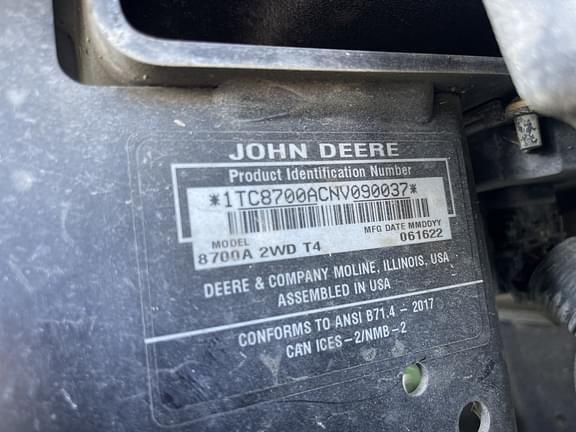 JOHN DEERE
Product Identification Number
*1TC8700ACNV090037*
MODEL MFG DATE MMDDYY
8700A 2WD T4 061622
DEERE & COMPANY MOLINE, ILLINOIS, USA
ASSEMBLED IN USA
CONFORMS TO ANSI B71.4 - 2017
CAN ICES-2/NMB-2